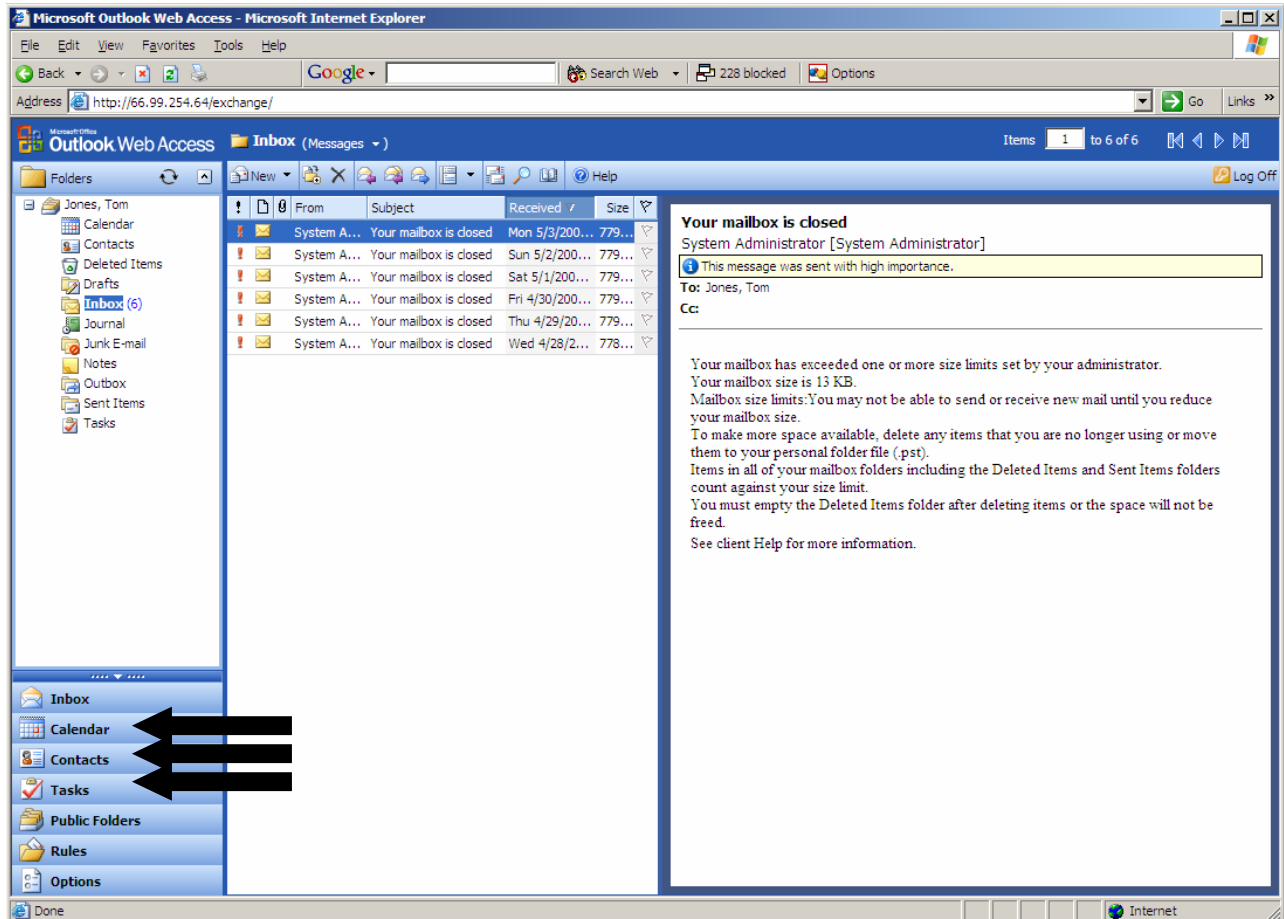 Microsoft Outlook Web Access - Microsoft Internet Explorer
File Edit View Favorites Tools Help
Back Google Search Web 228 blocked Options
Address http://66.99.254.64/exchange/ Go Links »
Microsoft Office
Outlook Web Access Inbox (Messages ) Items 1 to 6 of 6
Folders New Help Log Off
Jones, Tom
Calendar
Contacts
Deleted Items
Drafts
Inbox (6)
Journal
Junk E-mail
Notes
Outbox
Sent Items
Tasks
Inbox
Calendar
Contacts
Tasks
Public Folders
Rules
Options
From Subject Received Size
System A... Your mailbox is closed Mon 5/3/200... 779...
System A... Your mailbox is closed Sun 5/2/200... 779...
System A... Your mailbox is closed Sat 5/1/200... 779...
System A... Your mailbox is closed Fri 4/30/200... 779...
System A... Your mailbox is closed Thu 4/29/20... 779...
System A... Your mailbox is closed Wed 4/28/2... 778...
Your mailbox is closed
System Administrator [System Administrator]
This message was sent with high importance.
To: Jones, Tom
Cc:
Your mailbox has exceeded one or more size limits set by your administrator.
Your mailbox size is 13 KB.
Mailbox size limits:You may not be able to send or receive new mail until you reduce
your mailbox size.
To make more space available, delete any items that you are no longer using or move
them to your personal folder file (.pst).
Items in all of your mailbox folders including the Deleted Items and Sent Items folders
count against your size limit.
You must empty the Deleted Items folder after deleting items or the space will not be
freed.
See client Help for more information.
Done Internet